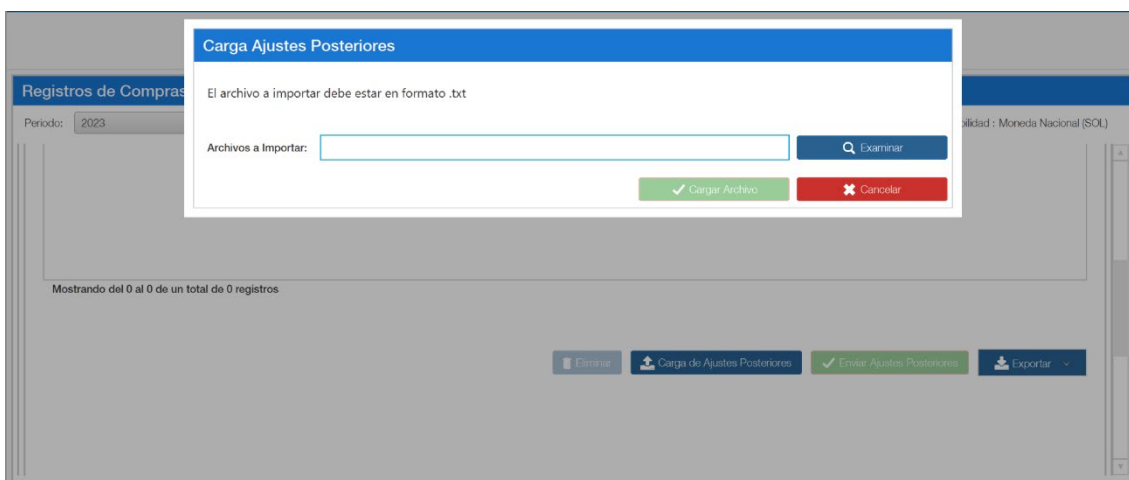 Carga Ajustes Posteriores
El archivo a importar debe estar en formato .txt
Archivos a Importar:
Examinar
Cargar Archivo
Cancelar
Registros de Compras
Periodo: 2023
: Moneda Nacional (SOL)
Mostrando del 0 al 0 de un total de 0 registros
Eliminar
Carga de Ajustes Posteriores
Enviar Ajustes Posteriores
Exportar